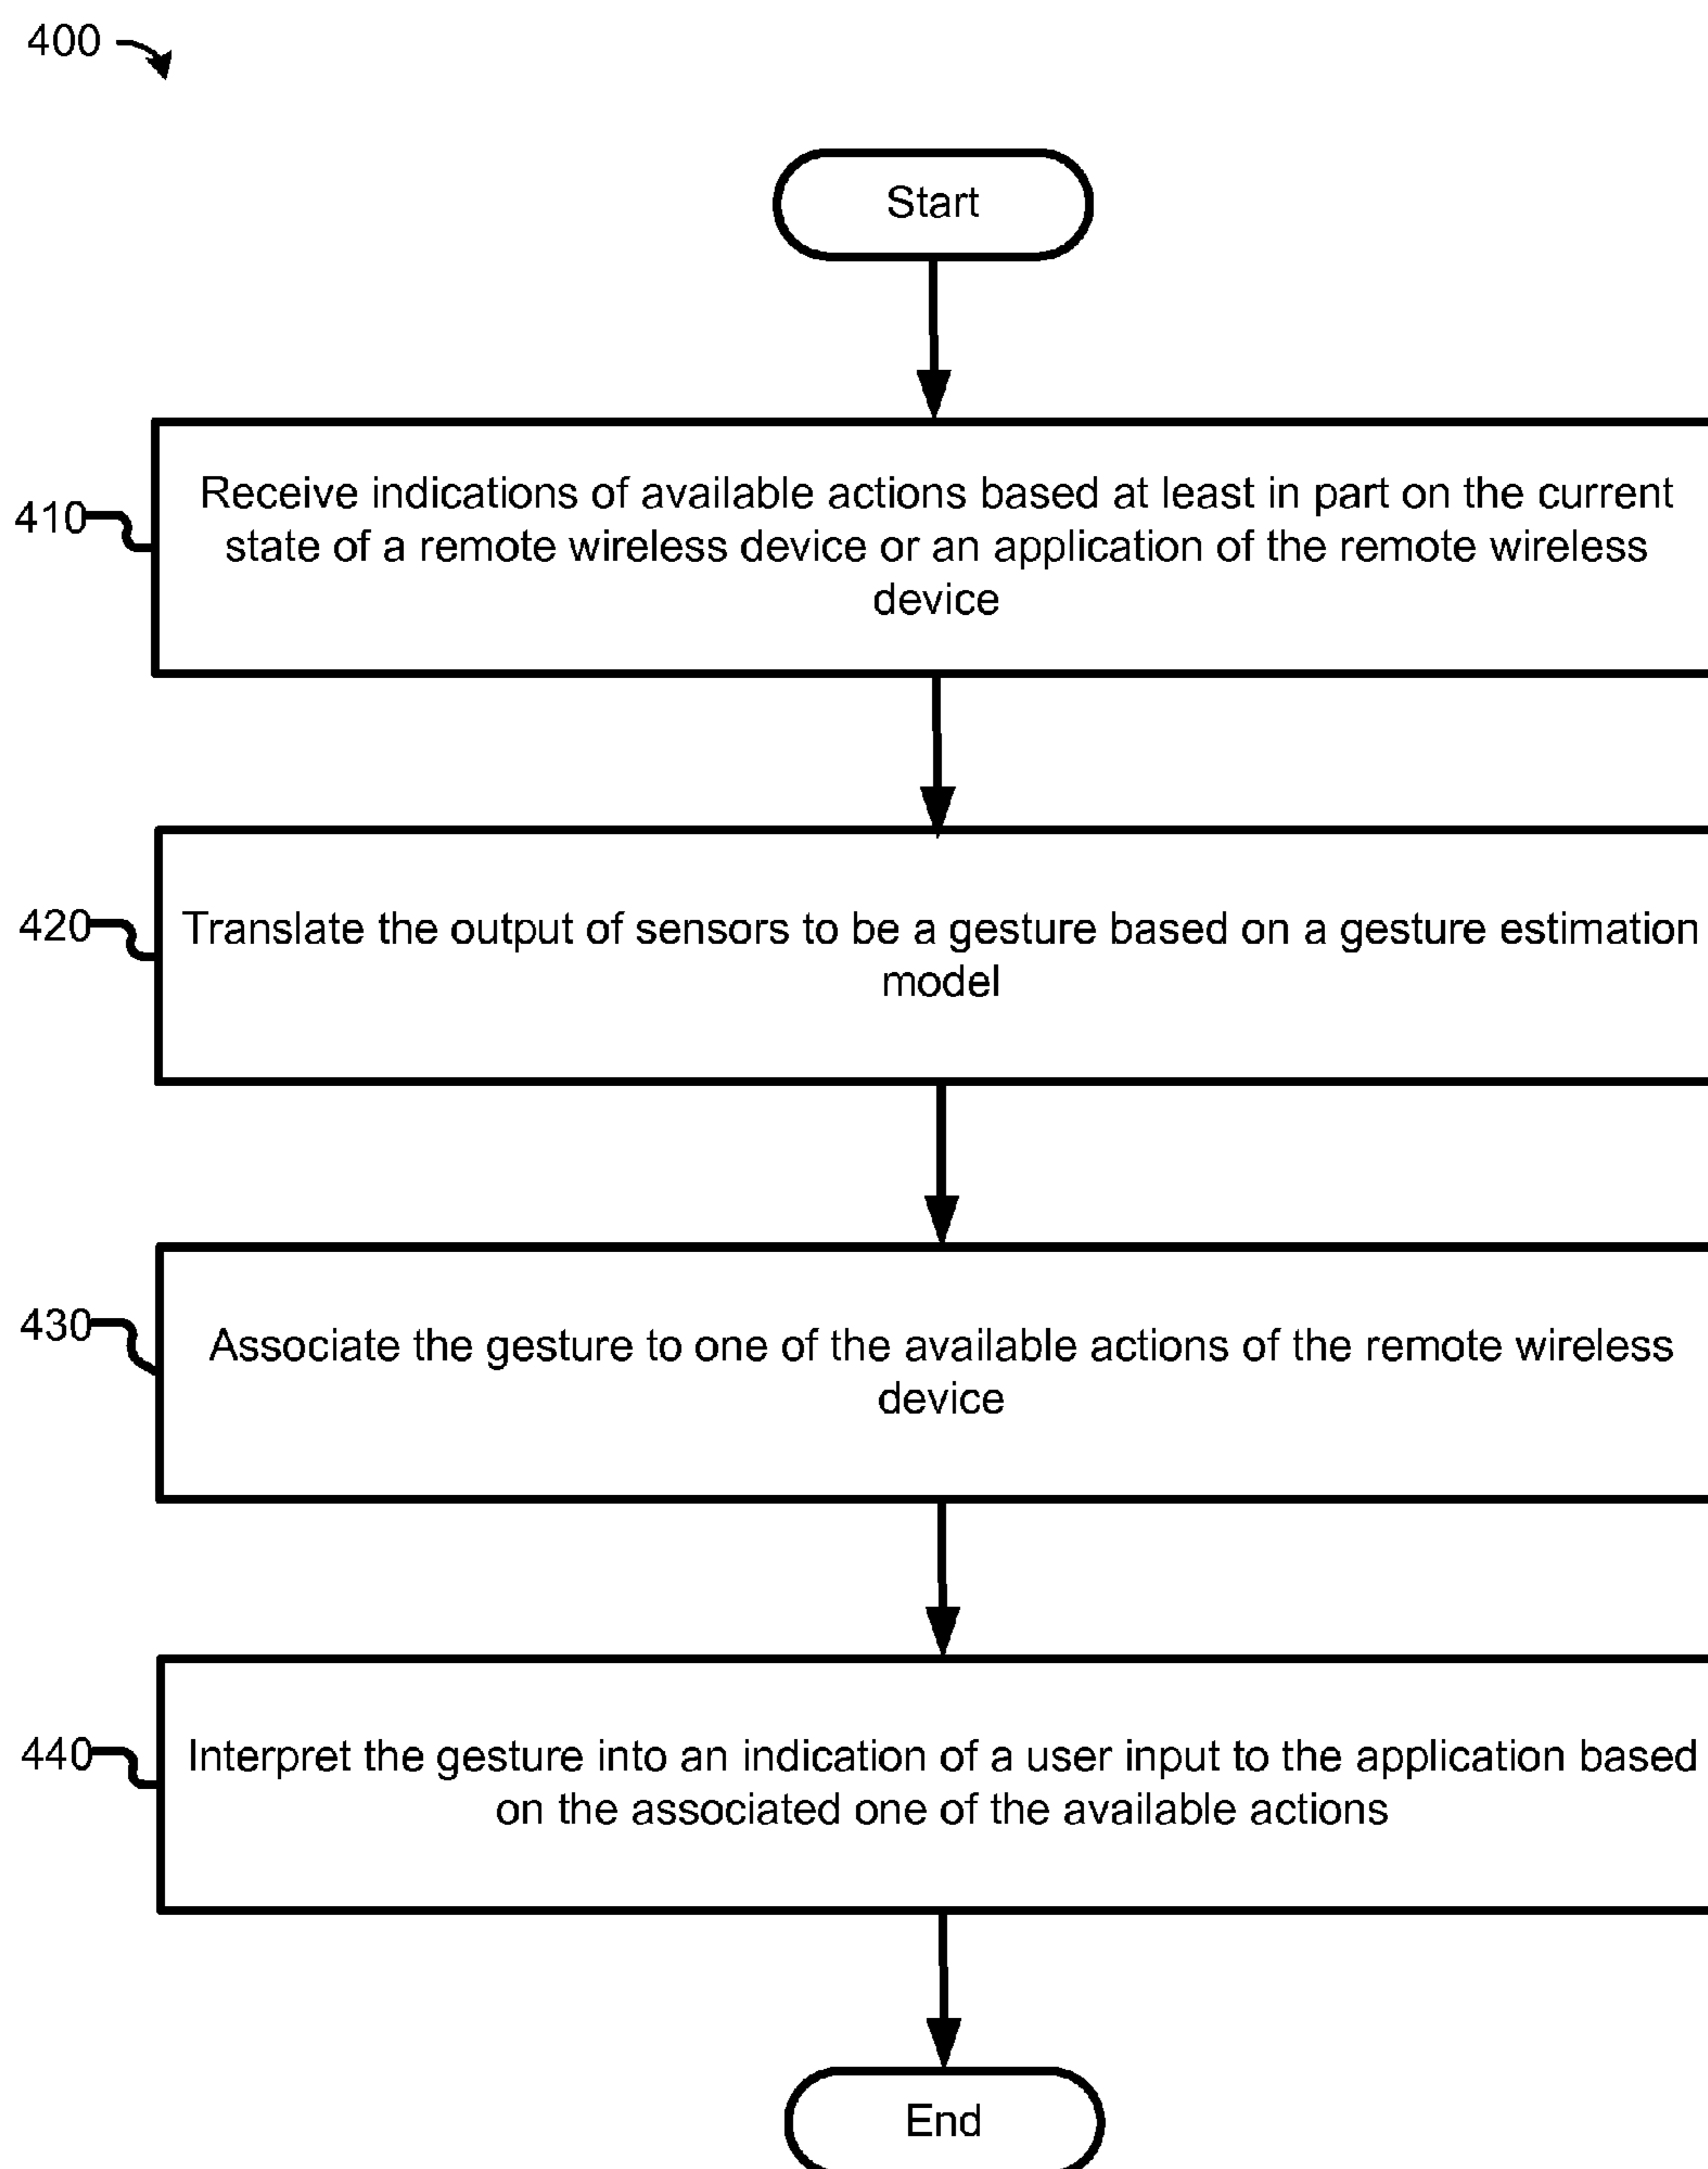 400
Start
410
Receive indications of available actions based at least in part on the current
state of a remote wireless device or an application of the remote wireless
device
420
Translate the output of sensors to be a gesture based on a gesture estimation
model
430
Associate the gesture to one of the available actions of the remote wireless
device
440
Interpret the gesture into an indication of a user input to the application based
on the associated one of the available actions
End